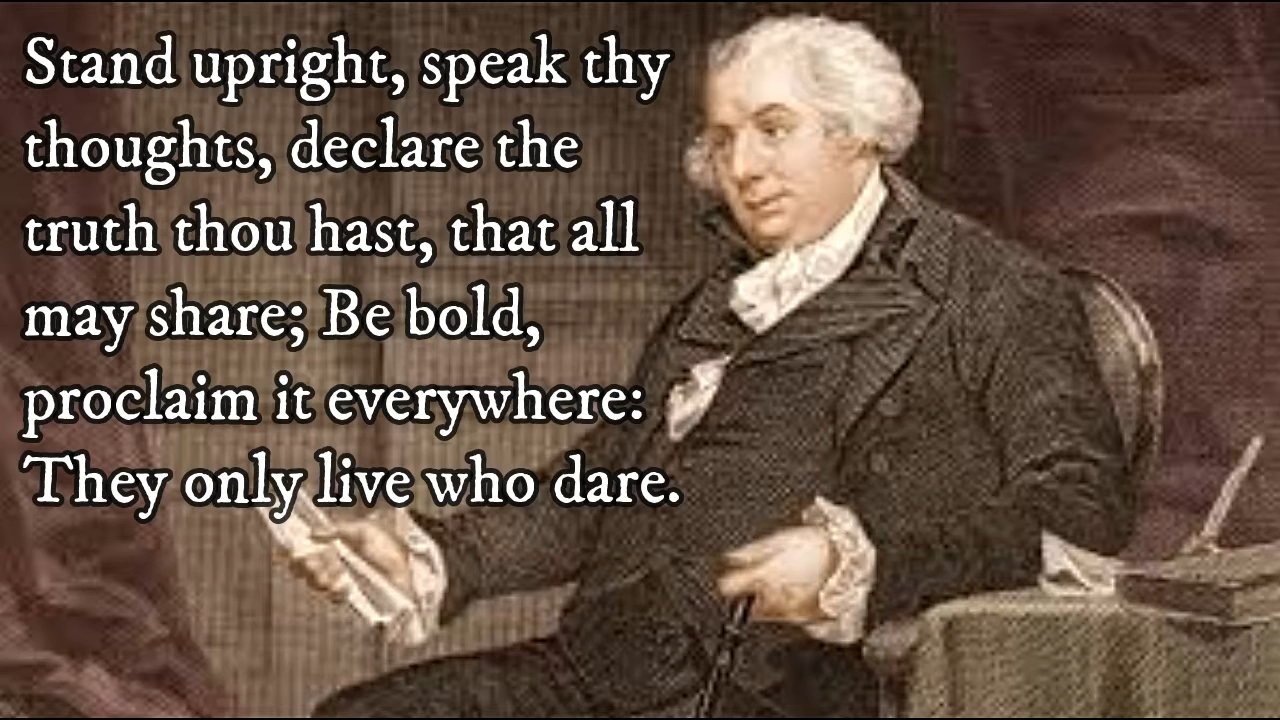 Stand upright, speak thy
thoughts, declare the
truth thou hast, that all
may share; Be bold,
proclaim it everywhere:
They only live who dare.